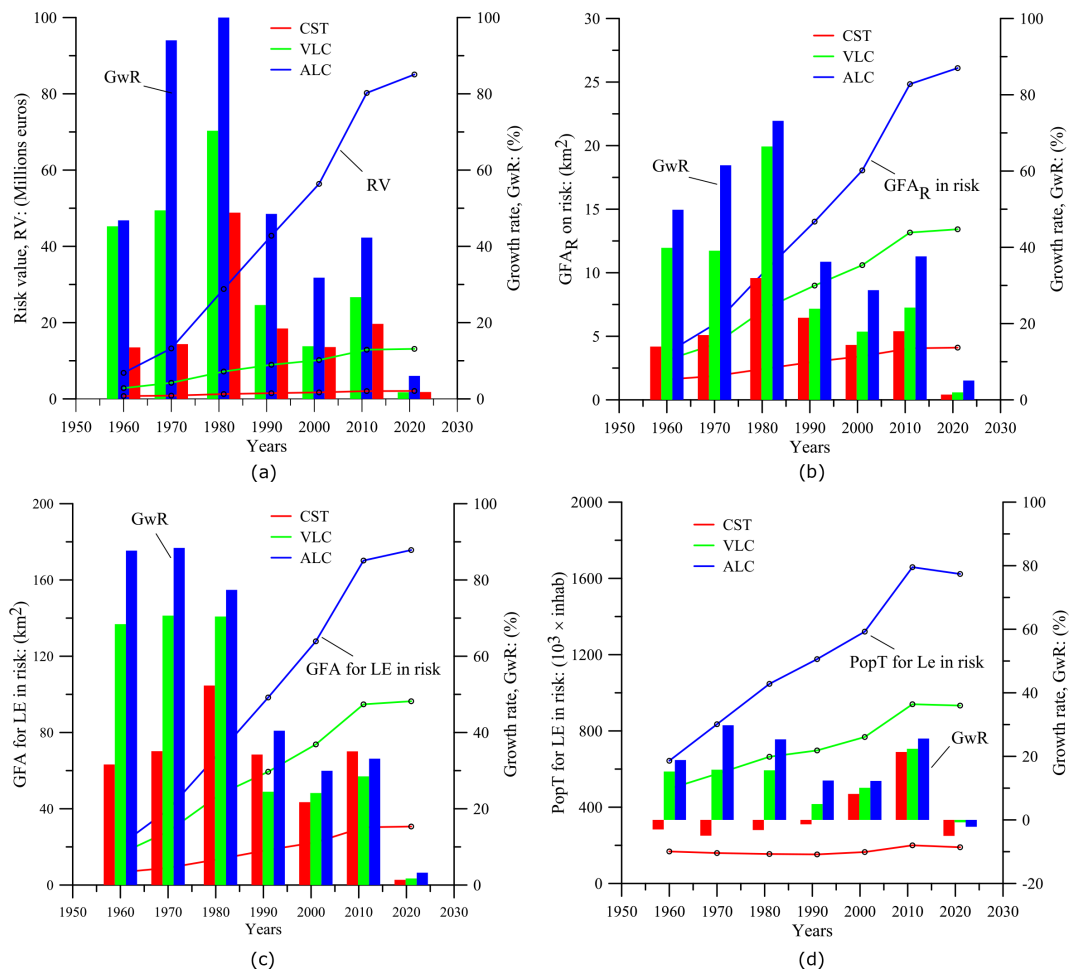 Risk value, RV: (Millions euros)
100
80
60
40
20
0
CST
VLC
ALC
GwR
RV
100
80
60
40
20
0
Growth rate, GwR: (%)
1950 1960 1970 1980 1990 2000 2010 2020 2030
Years
(a)
GFAR on risk: (km2)
30
25
20
15
10
5
0
CST
VLC
ALC
GwR
GFAR in risk
100
80
60
40
20
0
Growth rate, GwR: (%)
1950 1960 1970 1980 1990 2000 2010 2020 2030
Years
(b)
GFA for LE in risk: (km2)
200
160
120
80
40
0
GwR
CST
VLC
ALC
GFA for LE in risk
100
80
60
40
20
0
Growth rate, GwR: (%)
1950 1960 1970 1980 1990 2000 2010 2020 2030
Years
(c)
PopT for LE in risk: (103 × inhab)
2000
1600
1200
800
400
0
CST
VLC
ALC
PopT for Le in risk
GwR
100
80
60
40
20
0
-20
Growth rate, GwR: (%)
1950 1960 1970 1980 1990 2000 2010 2020 2030
Years
(d)